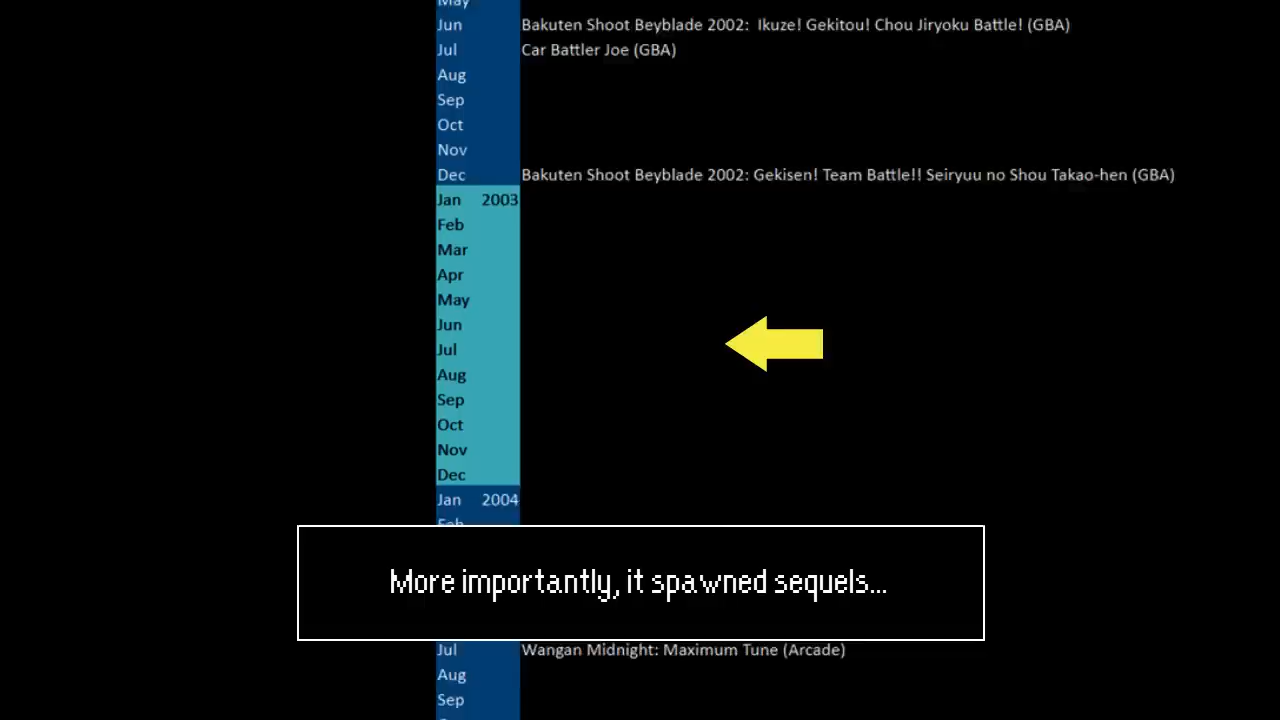 May
Jun Bakuten Shoot Beyblade 2002:  Ikuze! Gekitou! Chou Jiryoku Battle! (GBA)
Jul Car Battler Joe (GBA)
Aug
Sep
Oct
Nov
Dec Bakuten Shoot Beyblade 2002: Gekisen! Team Battle!! Seiryuu no Shou Takao-hen (GBA)
Jan 2003
Feb
Mar
Apr
May
Jun
Jul
Aug
Sep
Oct
Nov
Dec
Jan 2004
Feb
More importantly, it spawned sequels...
Jul Wangan Midnight: Maximum Tune (Arcade)
Aug
Sep